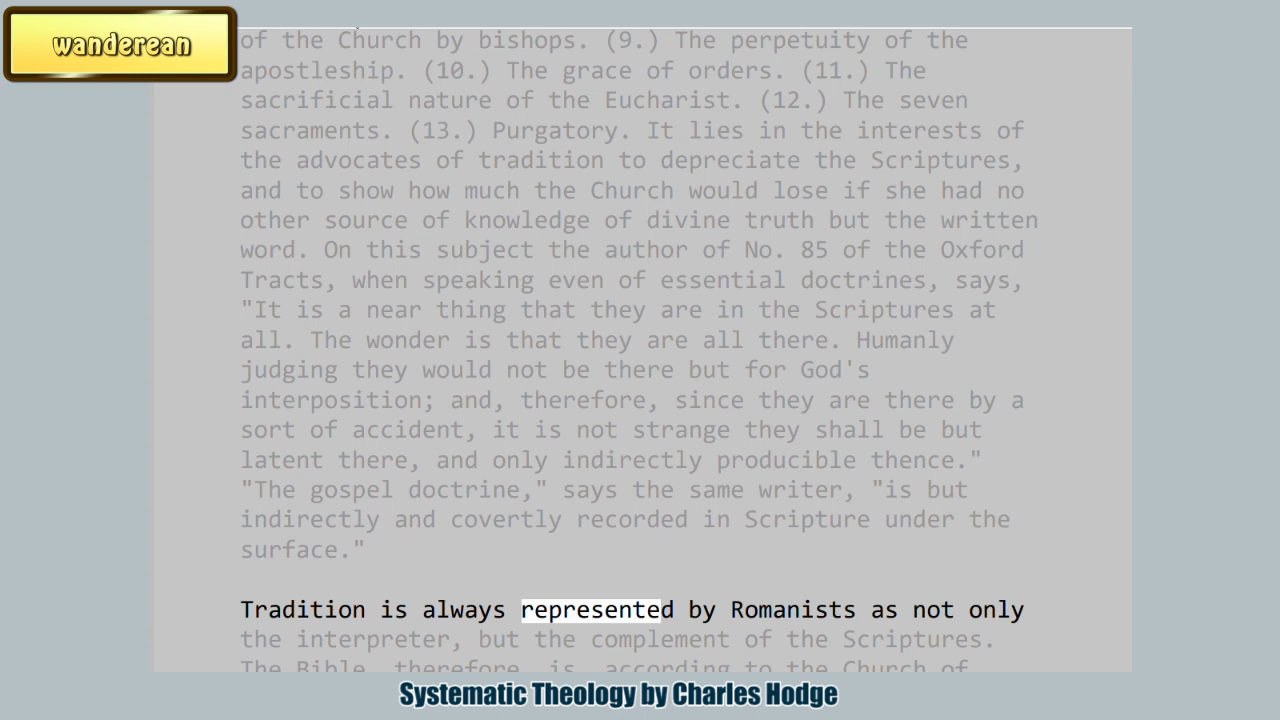 wanderean
of the Church by bishops. (9.) The perpetuity of the
apostleship. (10.) The grace of orders. (11.) The
sacrificial nature of the Eucharist. (12.) The seven
sacraments. (13.) Purgatory. It lies in the interests of
the advocates of tradition to depreciate the Scriptures,
and to show how much the Church would lose if she had no
other source of knowledge of divine truth but the written
word. On this subject the author of No. 85 of the Oxford
Tracts, when speaking even of essential doctrines, says,
"It is a near thing that they are in the Scriptures at
all. The wonder is that they are all there. Humanly
judging they would not be there but for God's
interposition; and, therefore, since they are there by a
sort of accident, it is not strange they shall be but
latent there, and only indirectly producible thence."
"The gospel doctrine," says the same writer, "is but
indirectly and covertly recorded in Scripture under the
surface."
Tradition is always represented by Romanists as not only
the interpreter, but the complement of the Scriptures.
The Bible, therefore, is, according to the Church of
Systematic Theology by Charles Hodge